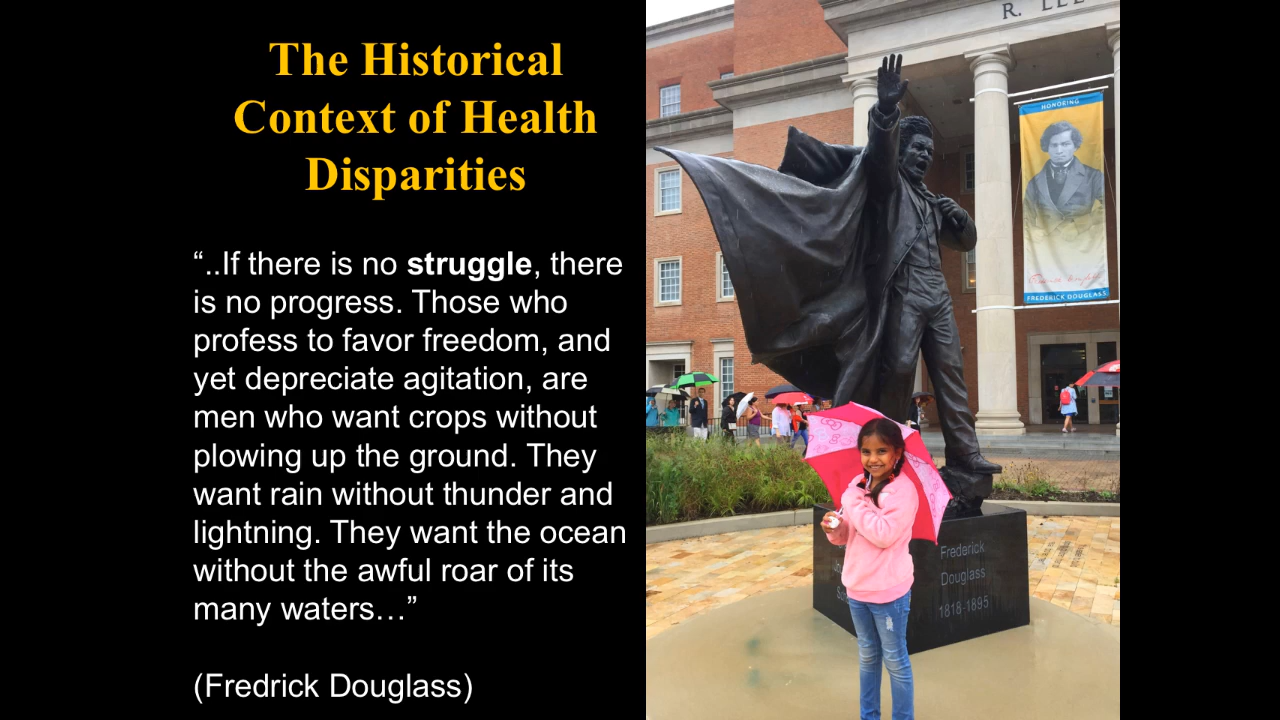 The Historical
Context of Health
Disparities
“..If there is no struggle, there
is no progress. Those who
profess to favor freedom, and
yet depreciate agitation, are
men who want crops without
plowing up the ground. They
want rain without thunder and
lightning. They want the ocean
without the awful roar of its
many waters…”
(Fredrick Douglass)
R. LEE
HONORING
FREDERICK DOUGLASS
Frederick
Douglass
1818-1895